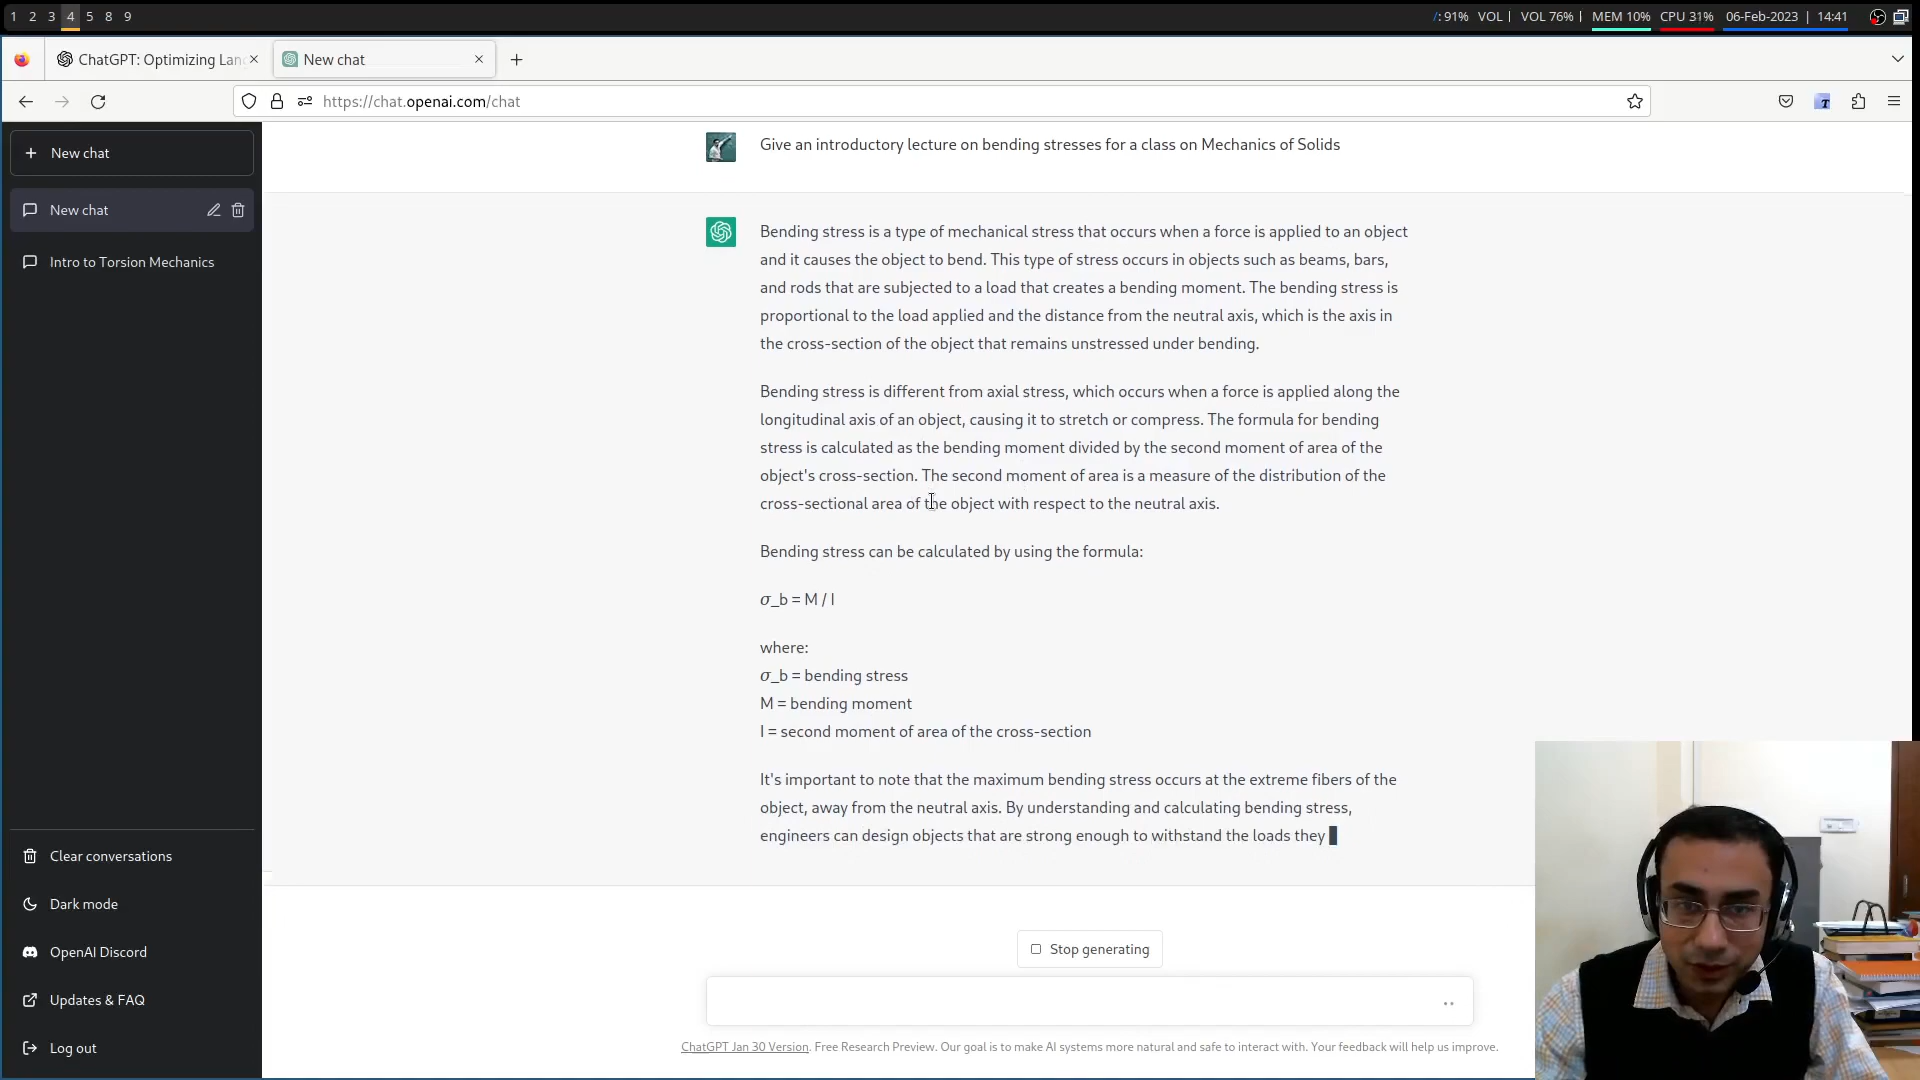 1 2 3 4 5 8 9
/: 91% VOL | VOL 76% | MEM 10% CPU 31% 06-Feb-2023 | 14:41
ChatGPT: Optimizing Lan
New chat
https://chat.openai.com/chat
New chat
New chat
Intro to Torsion Mechanics
Clear conversations
Dark mode
OpenAI Discord
Updates & FAQ
Log out
Give an introductory lecture on bending stresses for a class on Mechanics of Solids
Bending stress is a type of mechanical stress that occurs when a force is applied to an object
and it causes the object to bend. This type of stress occurs in objects such as beams, bars,
and rods that are subjected to a load that creates a bending moment. The bending stress is
proportional to the load applied and the distance from the neutral axis, which is the axis in
the cross-section of the object that remains unstressed under bending.
Bending stress is different from axial stress, which occurs when a force is applied along the
longitudinal axis of an object, causing it to stretch or compress. The formula for bending
stress is calculated as the bending moment divided by the second moment of area of the
object's cross-section. The second moment of area is a measure of the distribution of the
cross-sectional area of the object with respect to the neutral axis.
Bending stress can be calculated by using the formula:
σ_b = M / I
where:
σ_b = bending stress
M = bending moment
I = second moment of area of the cross-section
It's important to note that the maximum bending stress occurs at the extreme fibers of the
object, away from the neutral axis. By understanding and calculating bending stress,
engineers can design objects that are strong enough to withstand the loads they
Stop generating
ChatGPT Jan 30 Version. Free Research Preview. Our goal is to make AI systems more natural and safe to interact with. Your feedback will help us improve.